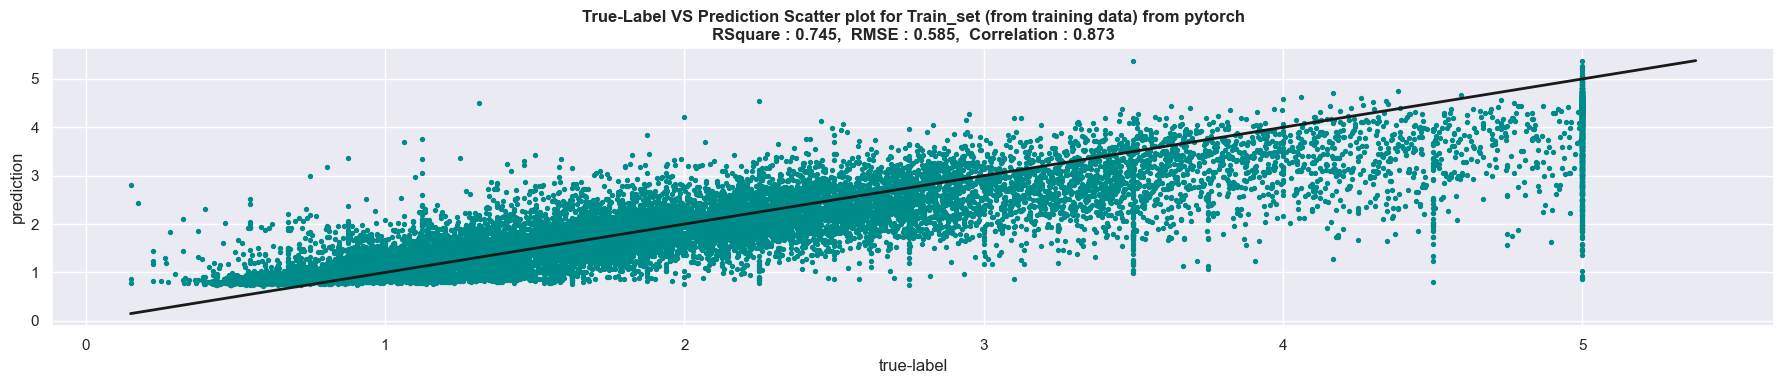 True-Label VS Prediction Scatter plot for Train_set (from training data) from pytorch
RSquare : 0.745,  RMSE : 0.585,  Correlation : 0.873
5
4
3
2
1
0
prediction
0 1 2 3 4 5
true-label